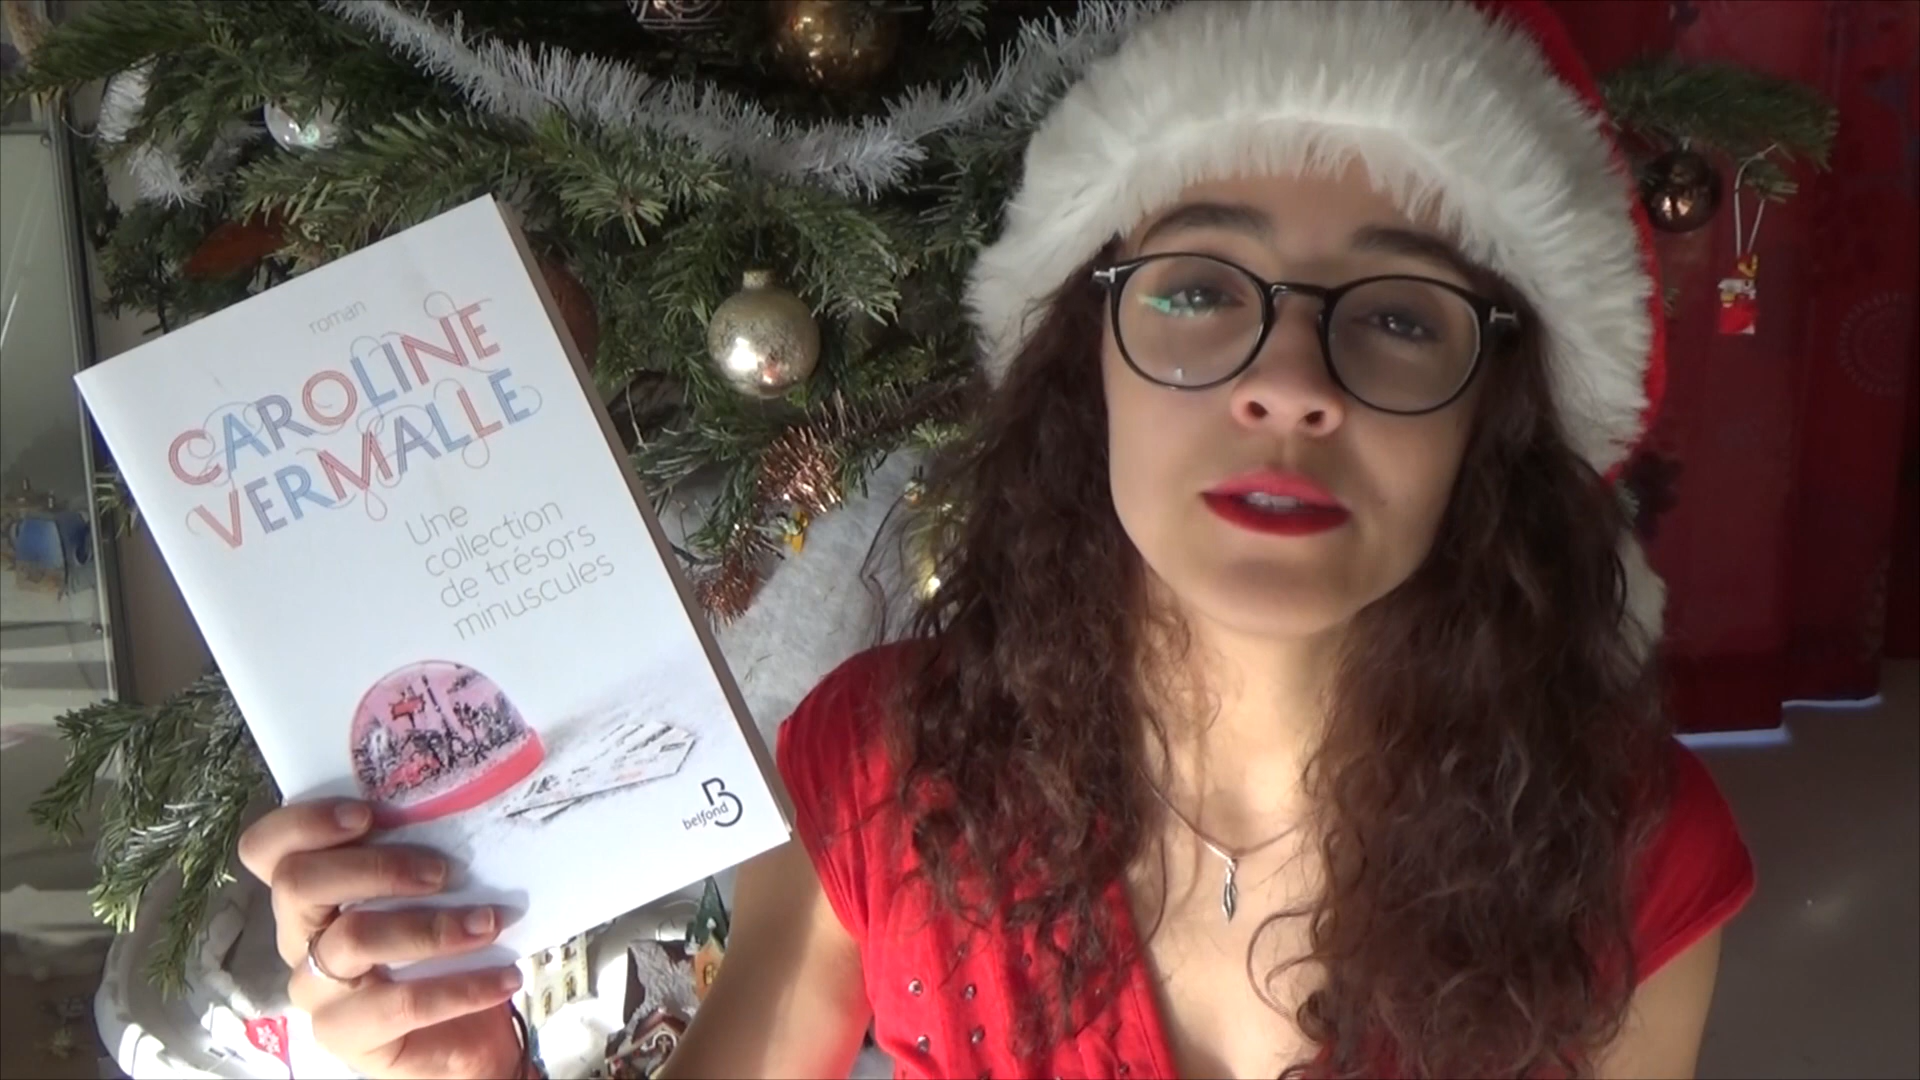 roman
CAROLINE
VERMALLE
Une
collection
de trésors
minuscules
belfond